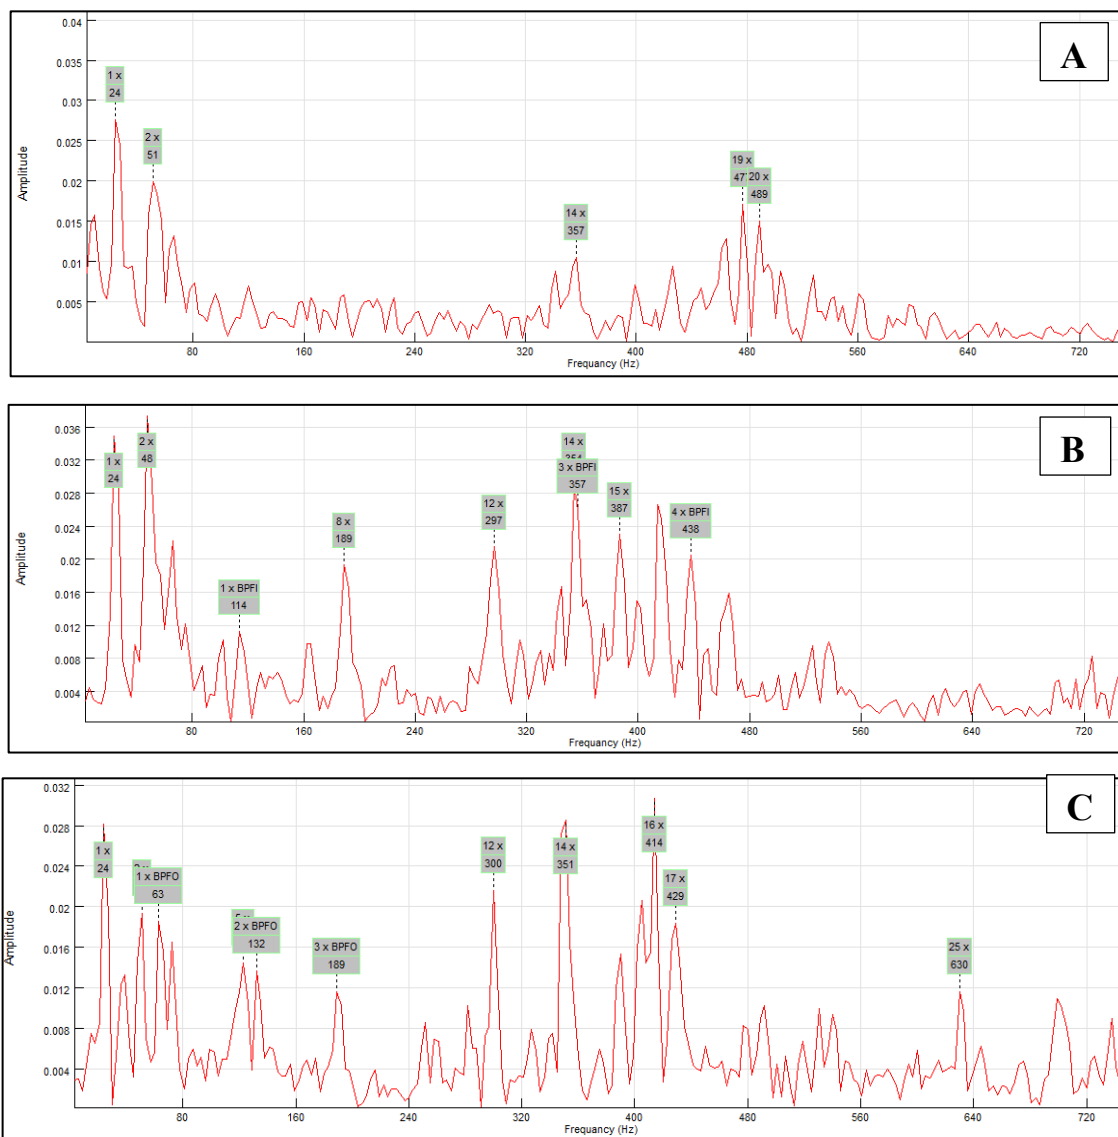 A
0.04
0.035
0.03
0.025
0.02
0.015
0.01
0.005
Amplitude
1 x
24
2 x
51
14 x
357
19 x
477
20 x
489
80 160 240 320 400 480 560 640 720
Frequancy (Hz)
B
0.036
0.032
0.028
0.024
0.02
0.016
0.012
0.008
0.004
Amplitude
1 x
24
2 x
48
1 x BPFI
114
8 x
189
12 x
297
14 x
354
3 x BPFI
357
15 x
387
4 x BPFI
438
80 160 240 320 400 480 560 640 720
Frequancy (Hz)
C
0.032
0.028
0.024
0.02
0.016
0.012
0.008
0.004
Amplitude
1 x
24
1 x BPFO
63
2 x BPFO
132
3 x BPFO
189
12 x
300
14 x
351
16 x
414
17 x
429
25 x
630
80 160 240 320 400 480 560 640 720
Frequancy (Hz)